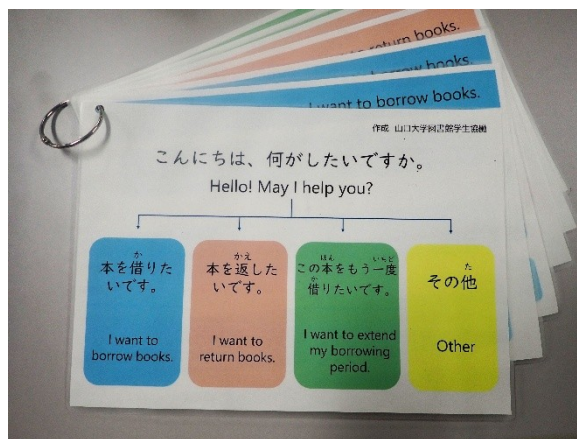 return books.
borrow books.
I want to borrow books.
作成 山口大学図書館学生協働
こんにちは、何がしたいですか。
Hello! May I help you?
か
本を借りた
いです。
I want to
borrow books.
かえ
本を返した
いです。
I want to
return books.
ほん いちど
この本をもう一度
か
借りたいです。
I want to extend
my borrowing
period.
た
その他
Other